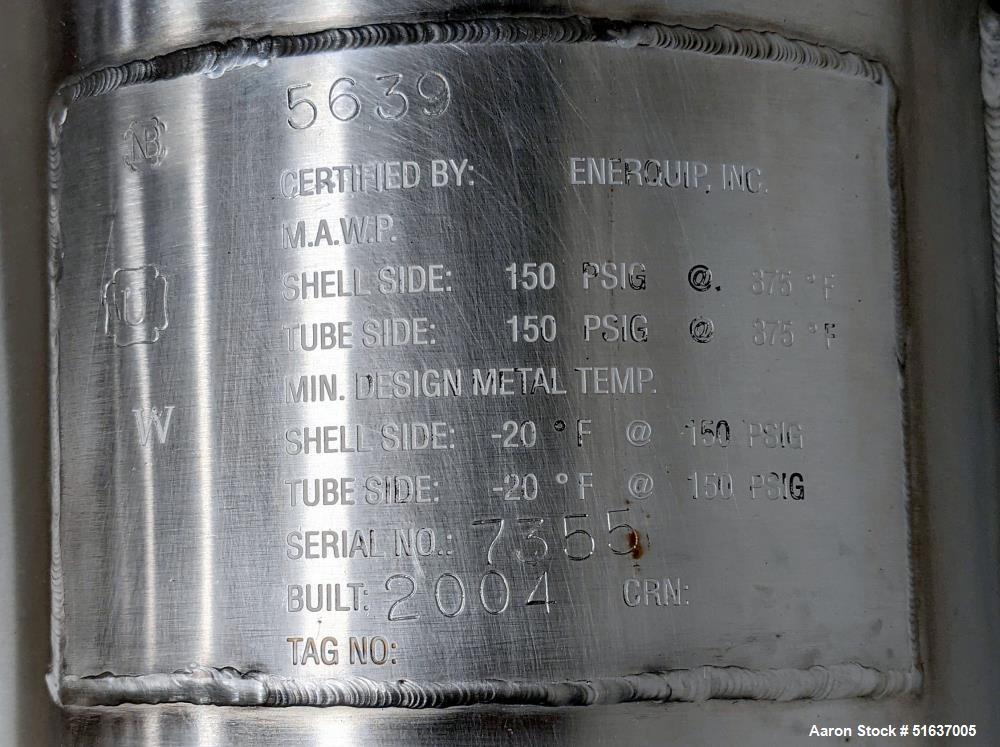 5639
NB
CERTIFIED BY: ENERQUIP, INC.
M.A.W.P.
U
SHELL SIDE: 150 PSIG @. 375 °F
TUBE SIDE: 150 PSIG @ 375 °F
MIN. DESIGN METAL TEMP.
W
SHELL SIDE: -20 °F @ 150 PSIG
TUBE SIDE: -20 °F @ 150 PSIG
SERIAL NO.: 7355
BUILT: 2004 CRN:
TAG NO:
Aaron Stock # 51637005